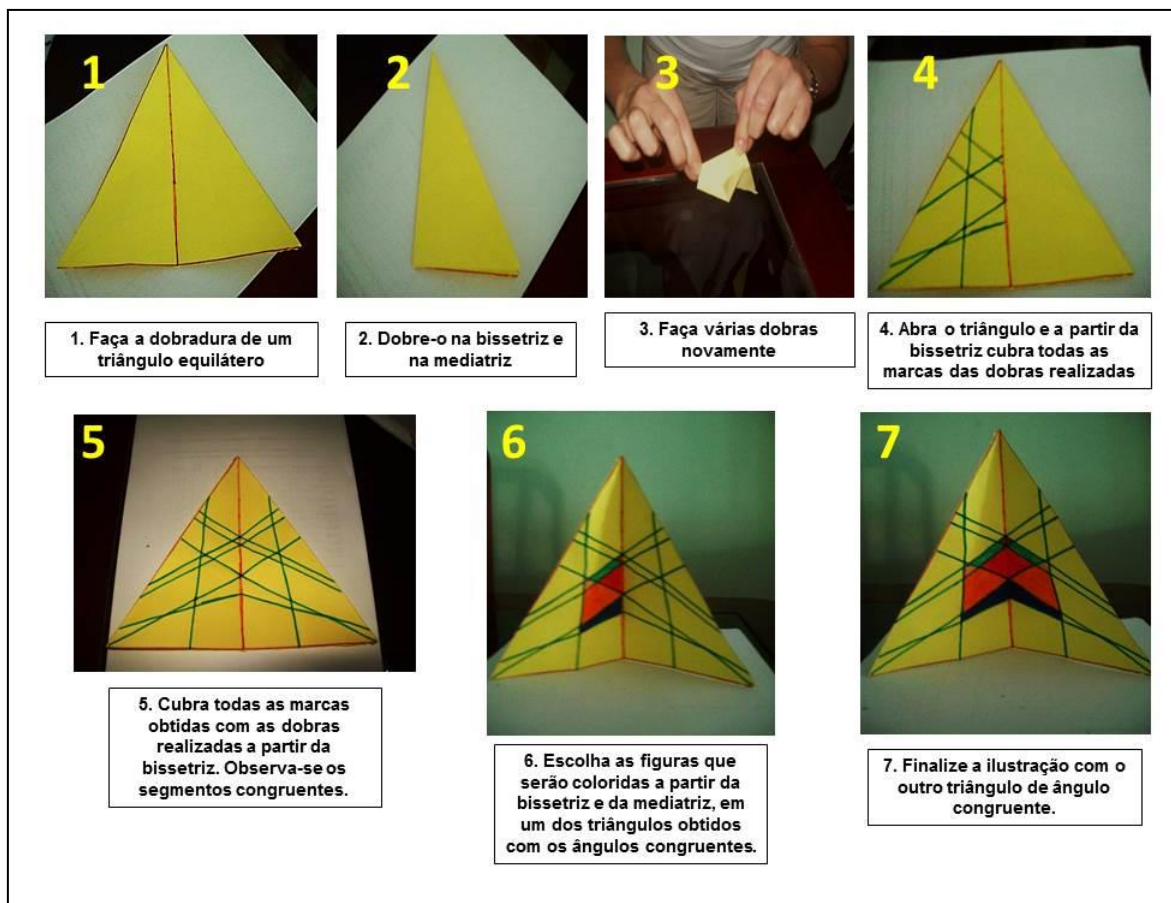 1
2
3
4
1. Faça a dobradura de um
triângulo equilátero
2. Dobre-o na bissetriz e
na mediatriz
3. Faça várias dobras
novamente
4. Abra o triângulo e a partir da
bissetriz cubra todas as
marcas das dobras realizadas
5
6
7
5. Cubra todas as marcas
obtidas com as dobras
realizadas a partir da
bissetriz. Observa-se os
segmentos congruentes.
6. Escolha as figuras que
serão coloridas a partir da
bissetriz e da mediatriz, em
um dos triângulos obtidos
com os ângulos congruentes.
7. Finalize a ilustração com o
outro triângulo de ângulo
congruente.